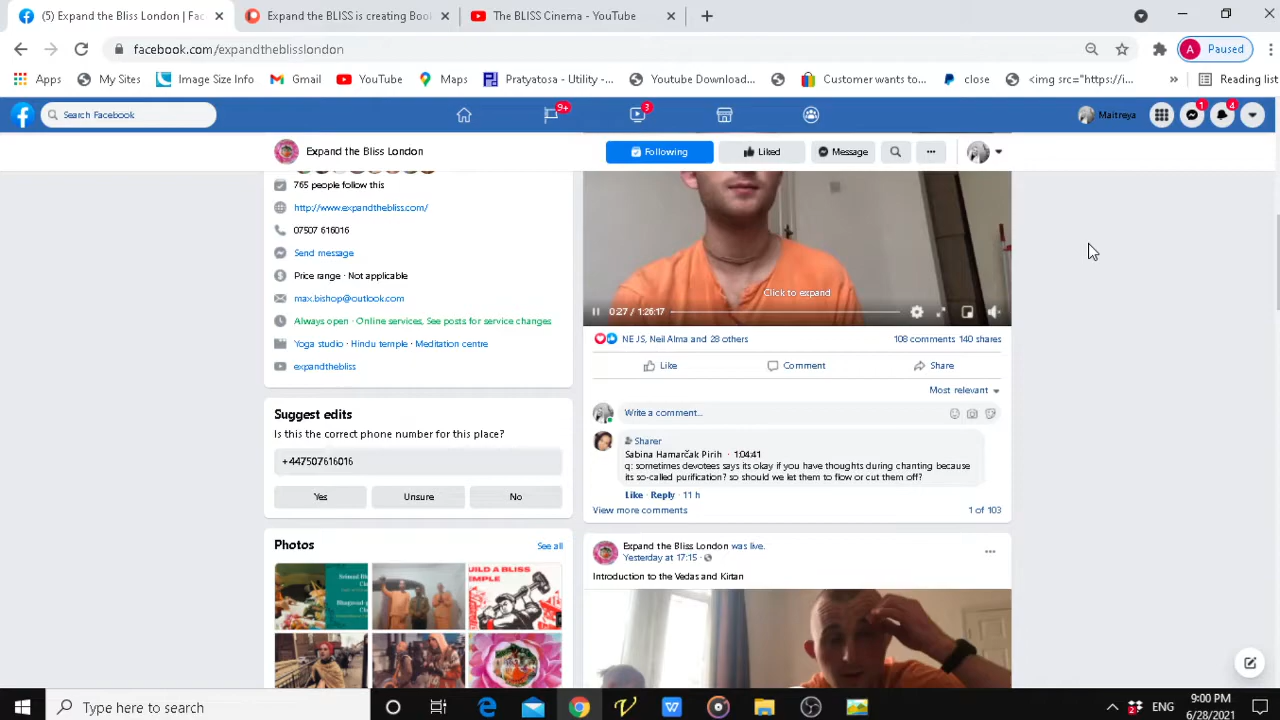 (5) Expand the Bliss London | Fac
Expand the BLISS is creating Boo
The BLISS Cinema - YouTube
facebook.com/expandtheblisslondon
A Paused
Apps
My Sites
Image Size Info
Gmail
YouTube
Maps
Pratyatosa - Utility -...
Youtube Download...
Customer wants to...
close
<img src="https://i...
»
Reading list
Search Facebook
9+
3
Maitreya
1
4
Expand the Bliss London
Following
Liked
Message
765 people follow this
http://www.expandthebliss.com/
07507 616016
Send message
Price range · Not applicable
max.bishop@outlook.com
Always open · Online services, See posts for service changes
Yoga studio · Hindu temple · Meditation centre
expandthebliss
Suggest edits
Is this the correct phone number for this place?
+447507616016
Yes
Unsure
No
Photos
See all
BUILD A BLISS
TEMPLE
Click to expand
0:27 / 1:26:17
NE JS, Neil Alma and 28 others
108 comments 140 shares
Like
Comment
Share
Most relevant
Write a comment...
Sharer
Sabina Hamarčak Pirih · 1:04:41
q: sometimes devotees says its okay if you have thoughts during chanting because
its so-called purification? so should we let them to flow or cut them off?
Like · Reply · 11 h
View more comments
1 of 103
Expand the Bliss London was live.
Yesterday at 17:15 ·
Introduction to the Vedas and Kirtan
Type here to search
ENG
9:00 PM
6/28/2021